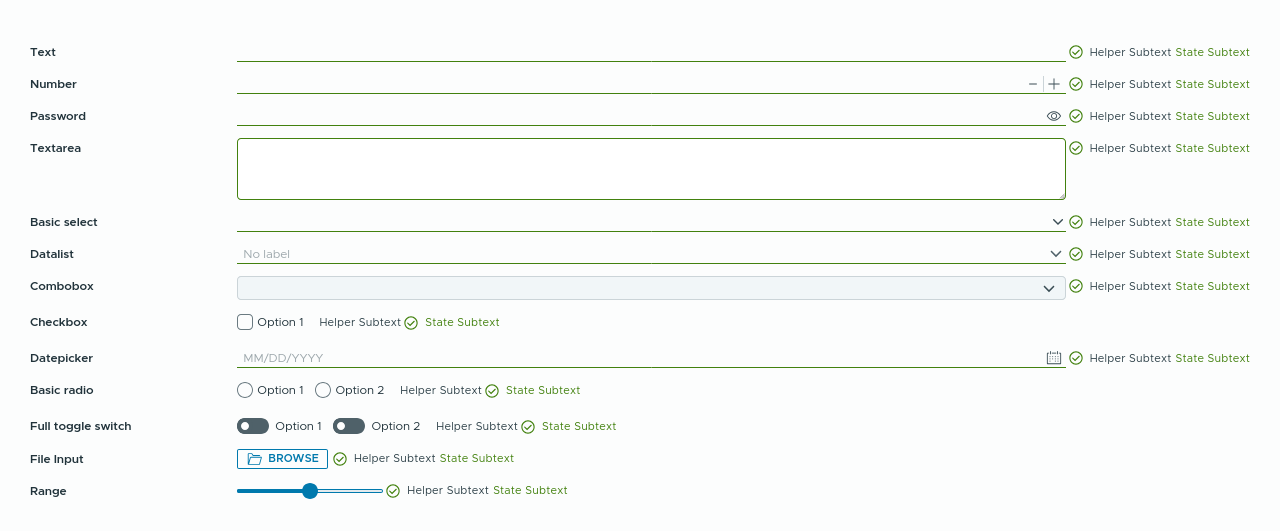 Text Helper Subtext State Subtext
Number Helper Subtext State Subtext
Password Helper Subtext State Subtext
Textarea Helper Subtext State Subtext
Basic select Helper Subtext State Subtext
Datalist No label Helper Subtext State Subtext
Combobox Helper Subtext State Subtext
Checkbox Option 1 Helper Subtext State Subtext
Datepicker MM/DD/YYYY Helper Subtext State Subtext
Basic radio Option 1 Option 2 Helper Subtext State Subtext
Full toggle switch Option 1 Option 2 Helper Subtext State Subtext
File Input BROWSE Helper Subtext State Subtext
Range Helper Subtext State Subtext